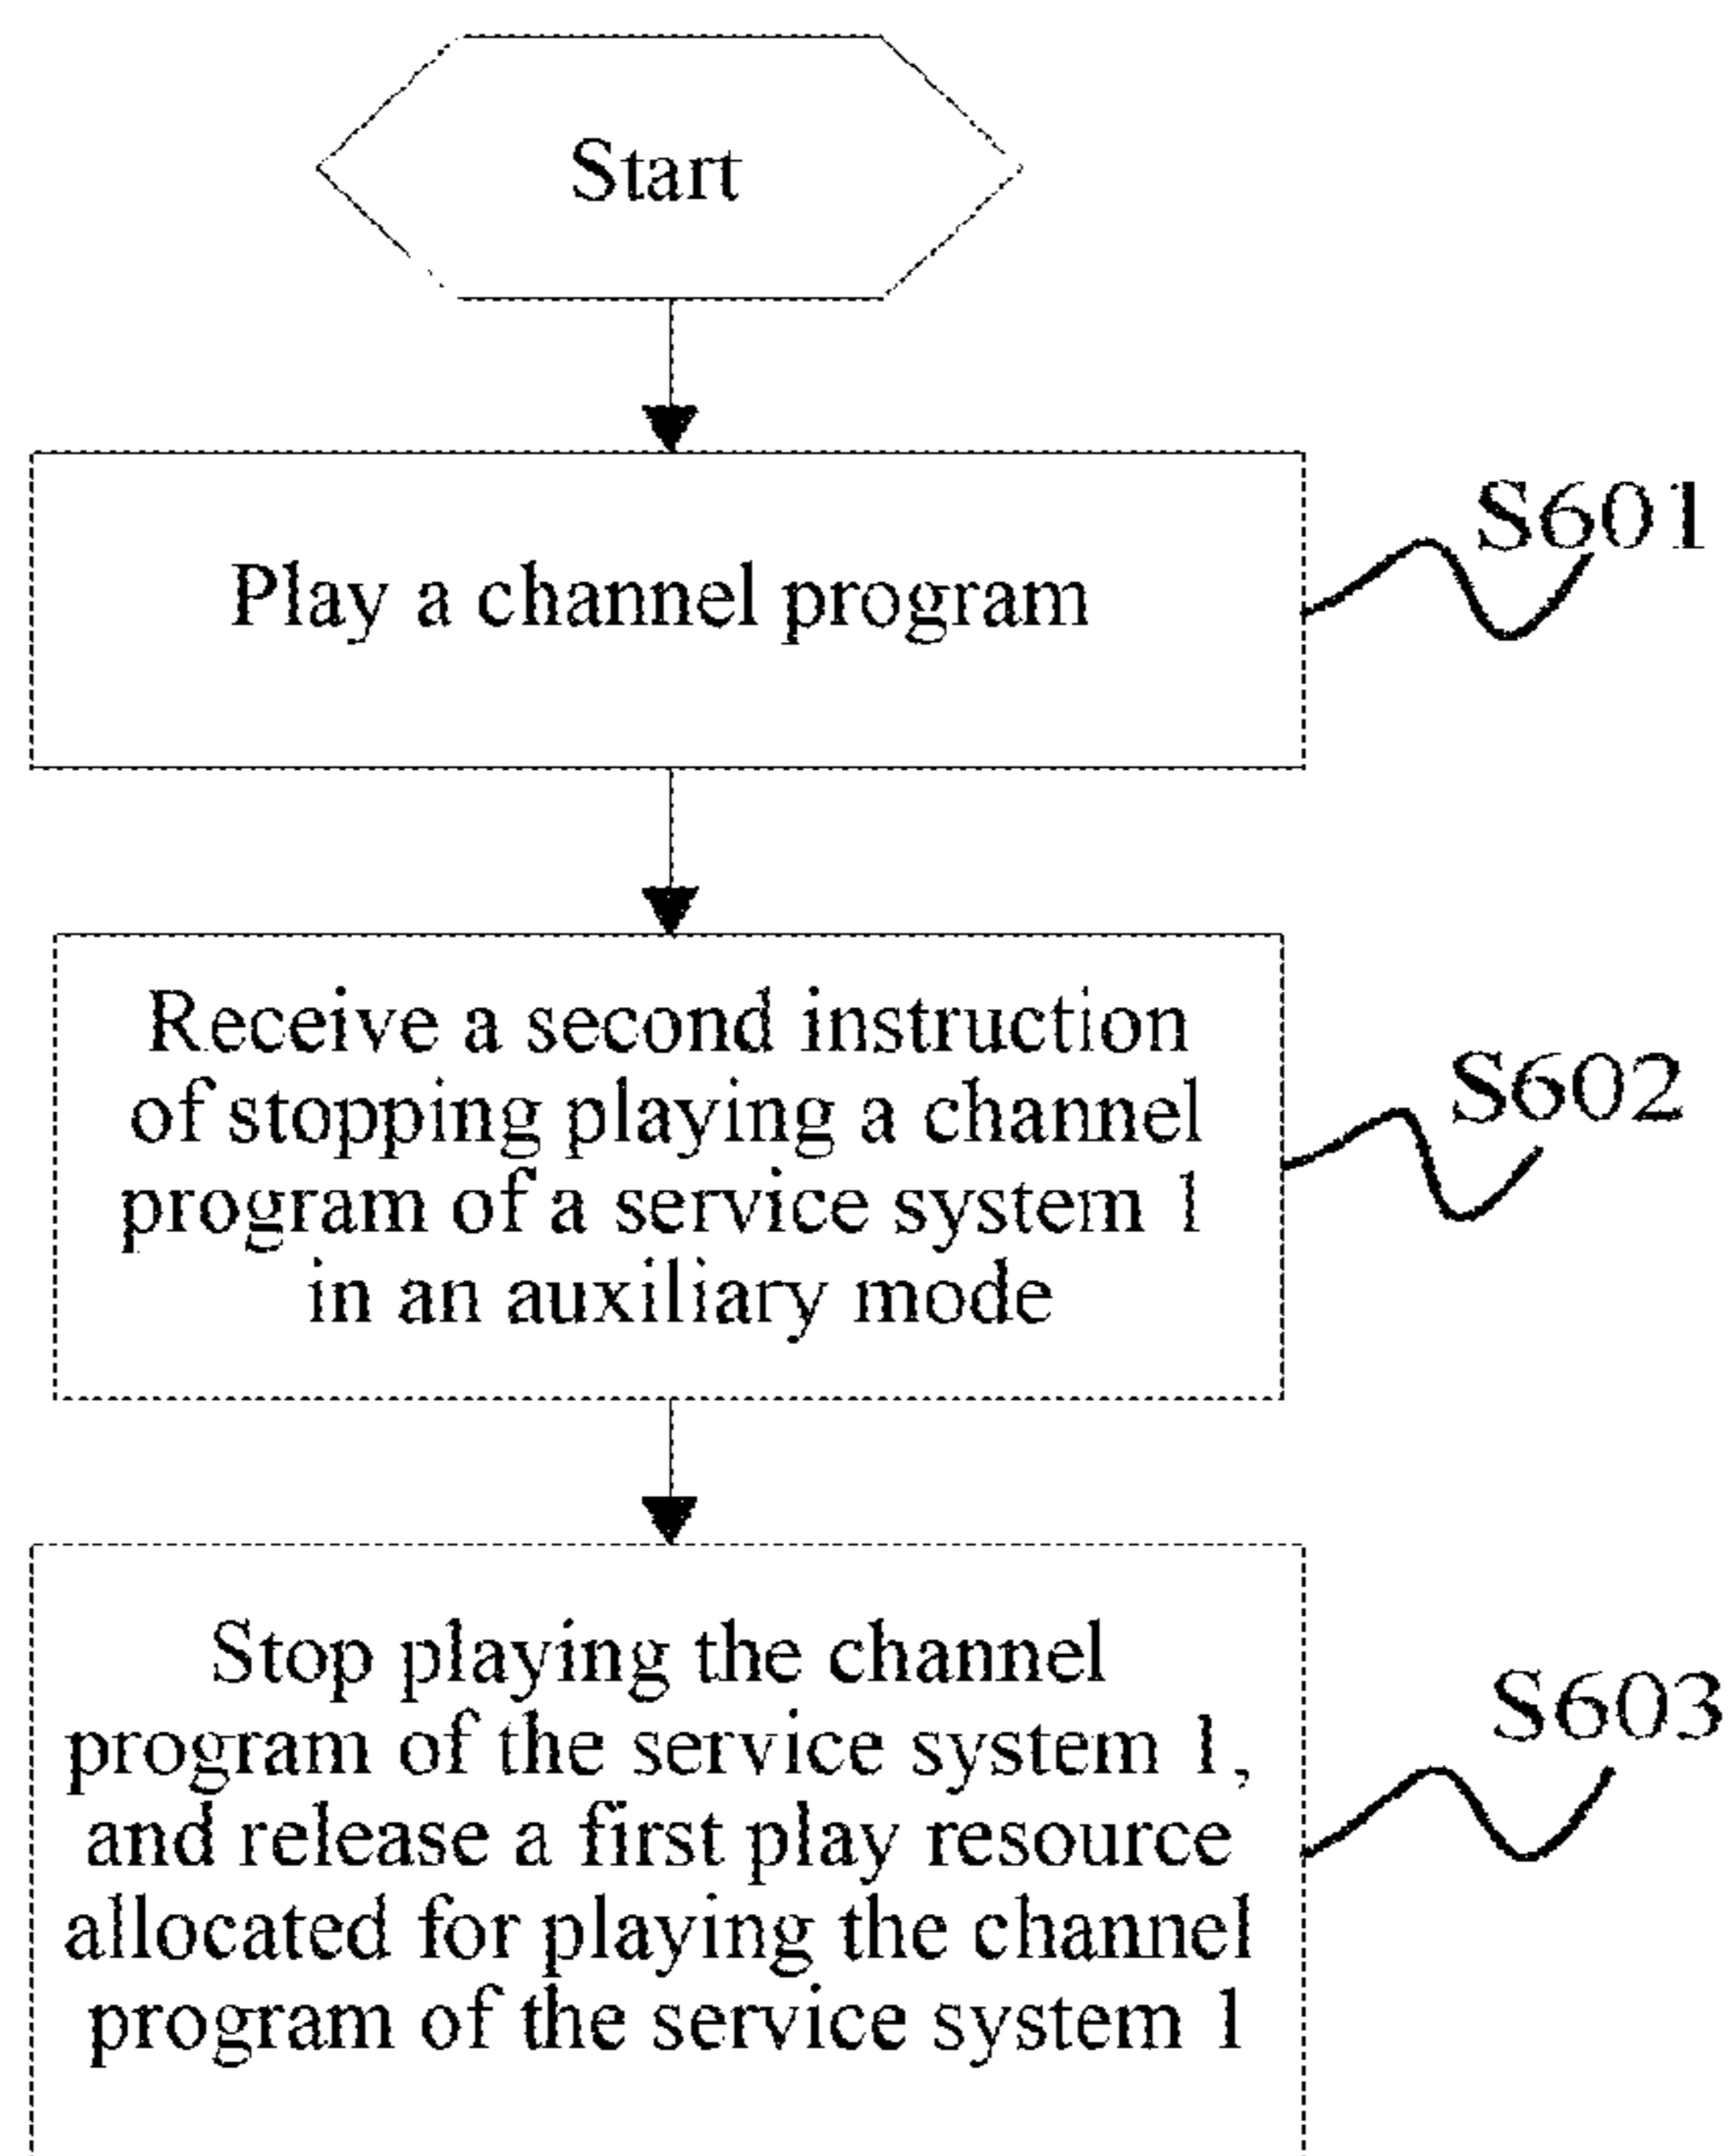 Start
Play a channel program
S601
Receive a second instruction
of stopping playing a channel
program of a service system 1
in an auxiliary mode
S602
Stop playing the channel
program of the service system 1,
and release a first play resource
allocated for playing the channel
program of the service system 1
S603